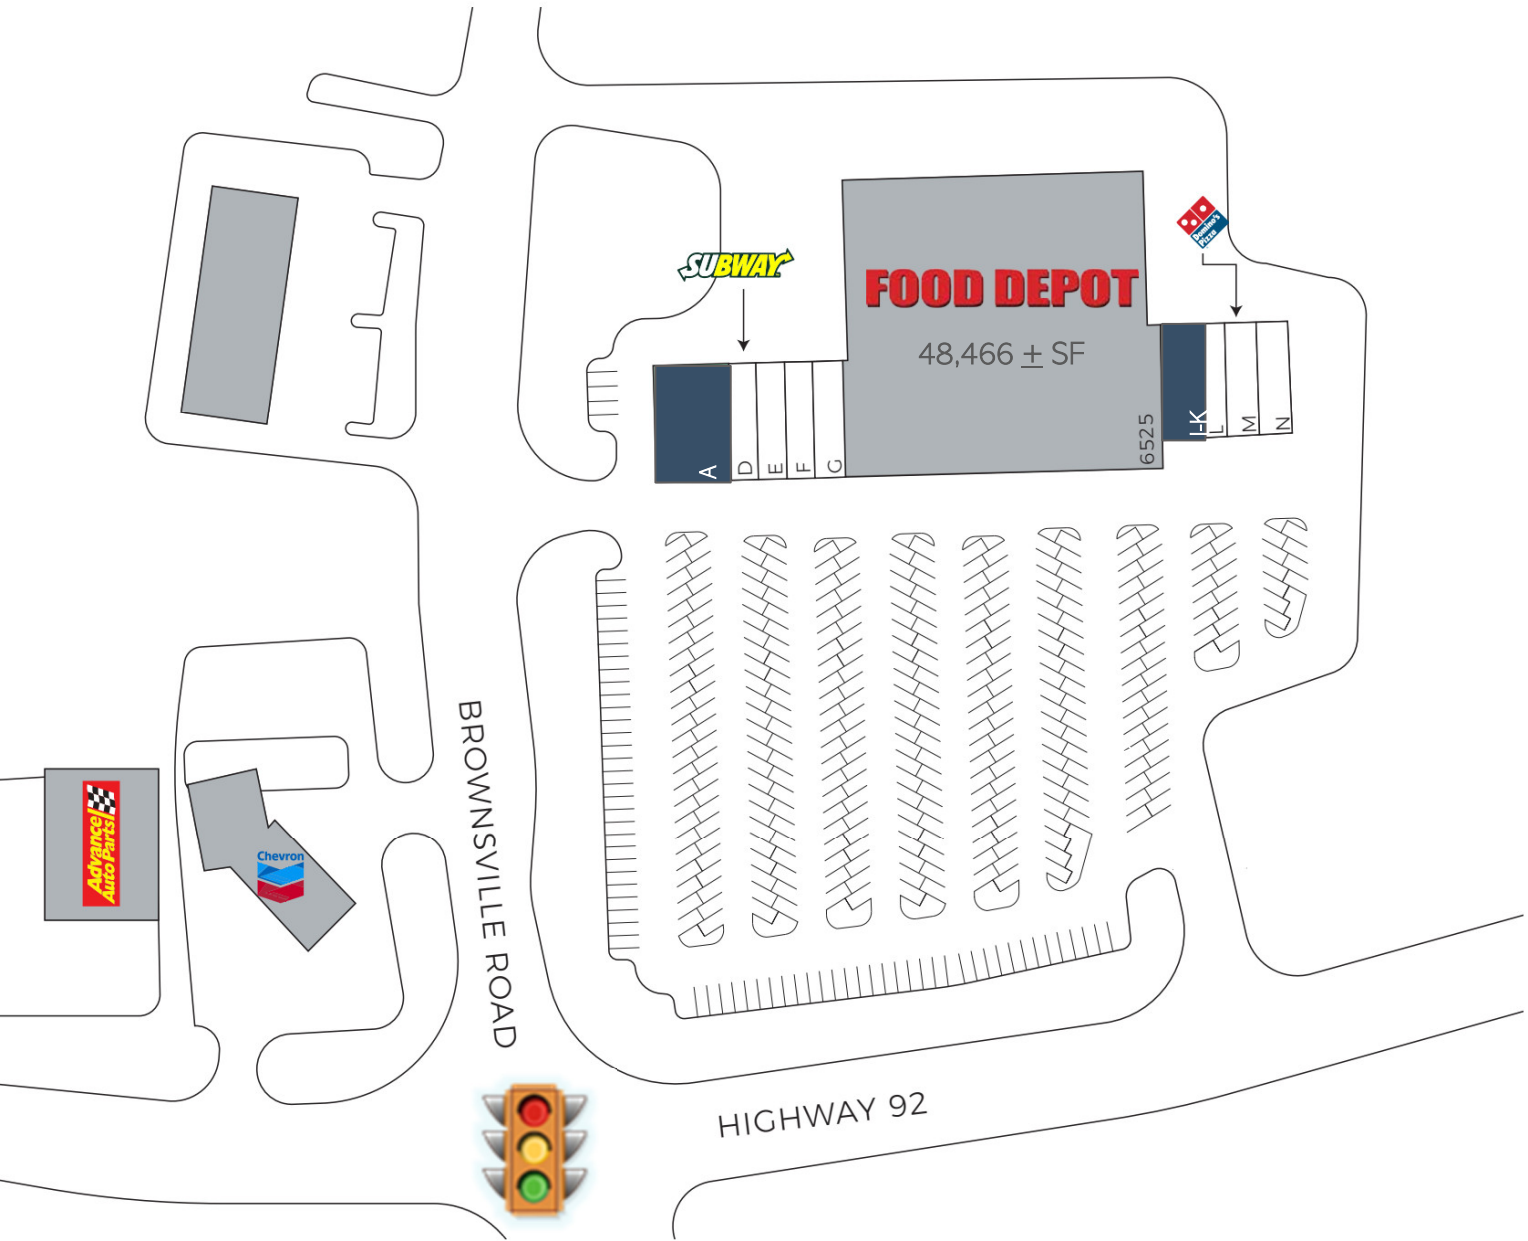 Domino's
Pizza
SUBWAY
FOOD DEPOT
48,466 ± SF
6525
A
D
E
F
G
I-K
L
M
N
BROWNSVILLE ROAD
Advance
Auto Parts
Chevron
HIGHWAY 92